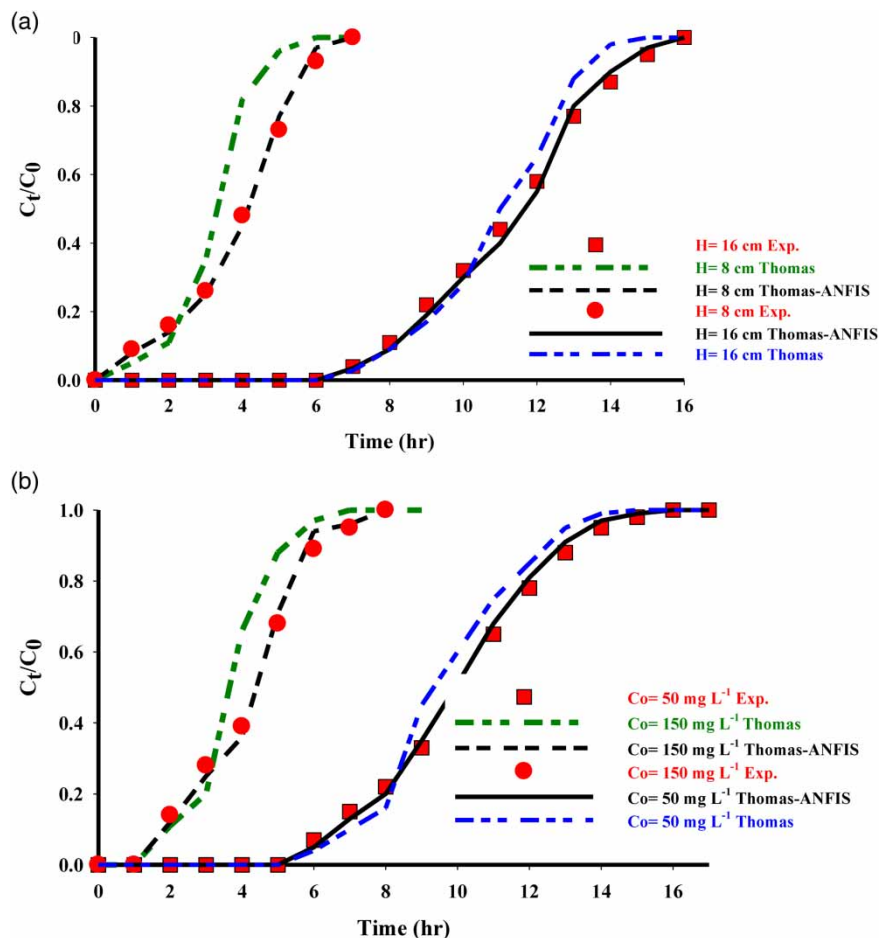 (a)
0
0.8
0.6
0.4
0.2
0.0
Ct/C0
H= 16 cm Exp.
H= 8 cm Thomas
H= 8 cm Thomas-ANFIS
H= 8 cm Exp.
H= 16 cm Thomas-ANFIS
H= 16 cm Thomas
0 2 4 6 8 10 12 14 16
Time (hr)
(b)
1.0
0.8
0.6
0.4
0.2
0.0
Ct/C0
Co= 50 mg L⁻¹ Exp.
Co= 150 mg L⁻¹ Thomas
Co= 150 mg L⁻¹ Thomas-ANFIS
Co= 150 mg L⁻¹ Exp.
Co= 50 mg L⁻¹ Thomas-ANFIS
Co= 50 mg L⁻¹ Thomas
0 2 4 6 8 10 12 14 16
Time (hr)